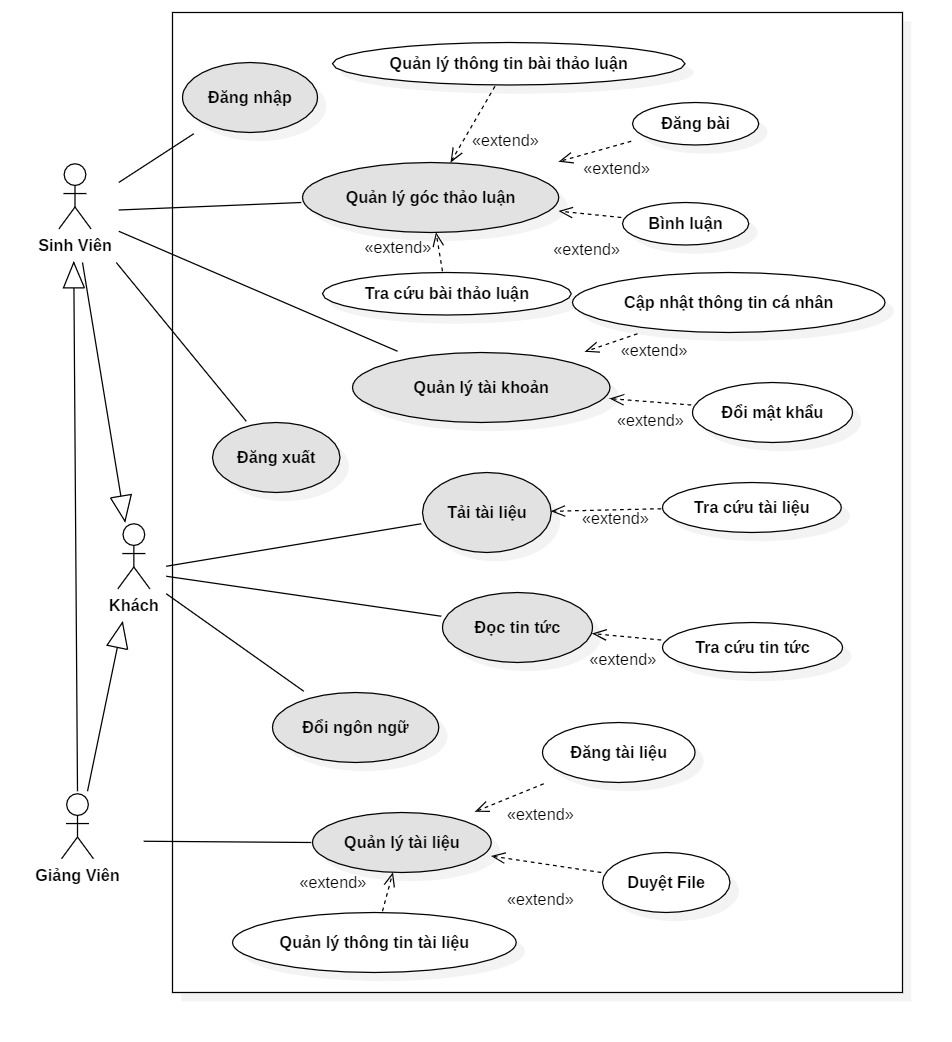 Quản lý thông tin bài thảo luận
Đăng nhập
Đăng bài
«extend»
«extend»
Quản lý góc thảo luận
Bình luận
Sinh Viên
«extend»
«extend»
Tra cứu bài thảo luận
Cập nhật thông tin cá nhân
«extend»
Quản lý tài khoản
Đổi mật khẩu
«extend»
Đăng xuất
Tải tài liệu
Tra cứu tài liệu
«extend»
Khách
Đọc tin tức
Tra cứu tin tức
«extend»
Đổi ngôn ngữ
Đăng tài liệu
«extend»
Quản lý tài liệu
Giảng Viên
«extend»
Duyệt File
«extend»
Quản lý thông tin tài liệu